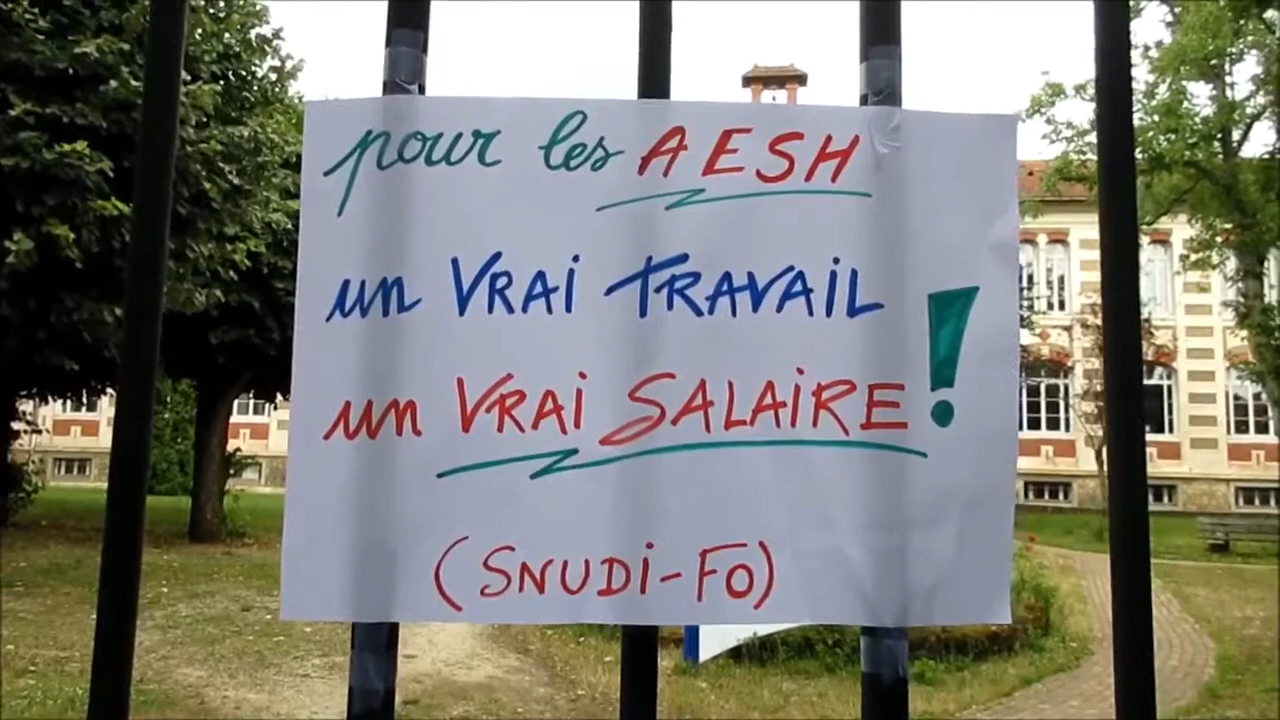 pour les AESH
un VRAi TRAVAiL
un VRAi SALAiRE !
(SNUDi-FO)